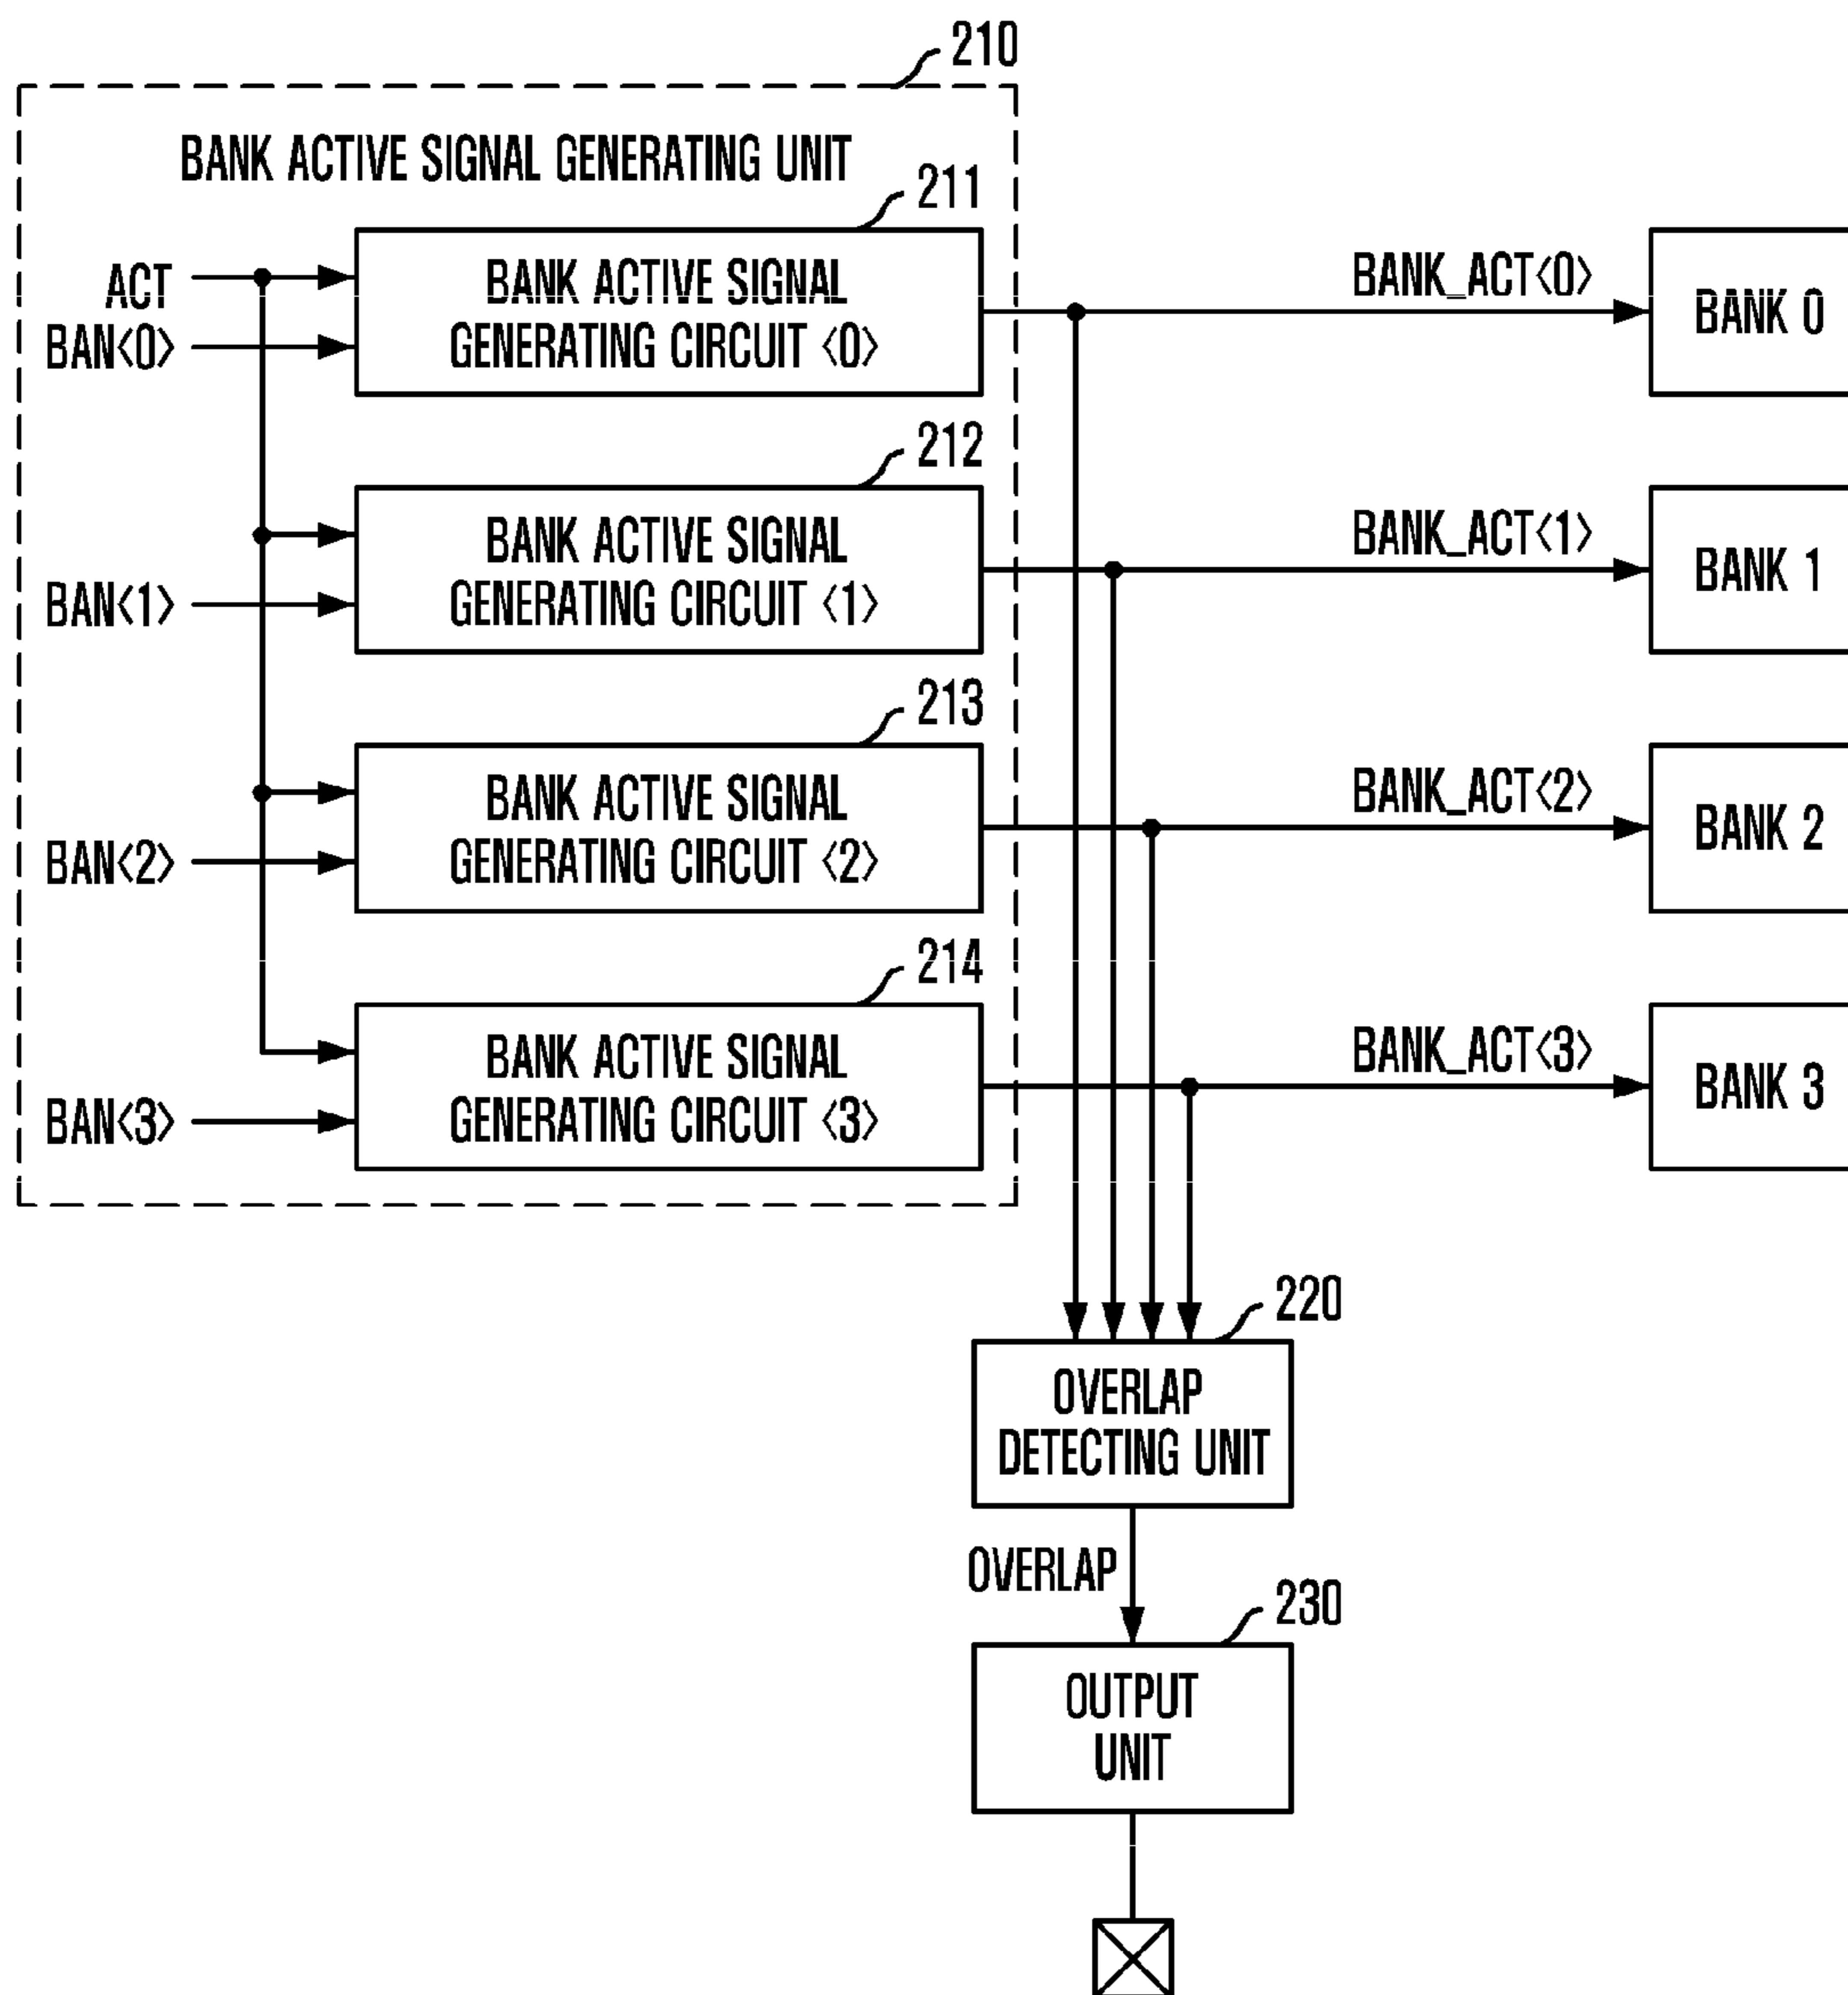 210
BANK ACTIVE SIGNAL GENERATING UNIT
211
ACT
BAN<0>
BANK ACTIVE SIGNAL
GENERATING CIRCUIT <0>
BANK_ACT<0>
BANK 0
212
BAN<1>
BANK ACTIVE SIGNAL
GENERATING CIRCUIT <1>
BANK_ACT<1>
BANK 1
213
BAN<2>
BANK ACTIVE SIGNAL
GENERATING CIRCUIT <2>
BANK_ACT<2>
BANK 2
214
BAN<3>
BANK ACTIVE SIGNAL
GENERATING CIRCUIT <3>
BANK_ACT<3>
BANK 3
220
OVERLAP
DETECTING UNIT
OVERLAP
230
OUTPUT
UNIT